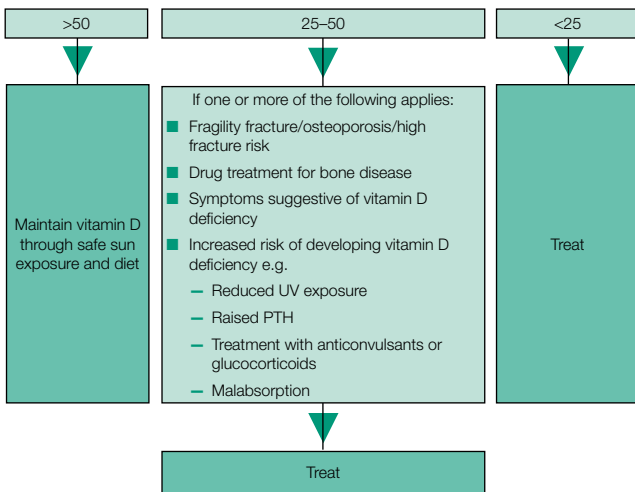 >50
25–50
<25
Maintain vitamin D
through safe sun
exposure and diet
If one or more of the following applies:
Fragility fracture/osteoporosis/high
fracture risk
Drug treatment for bone disease
Symptoms suggestive of vitamin D
deficiency
Increased risk of developing vitamin D
deficiency e.g.
– Reduced UV exposure
– Raised PTH
– Treatment with anticonvulsants or
glucocorticoids
– Malabsorption
Treat
Treat